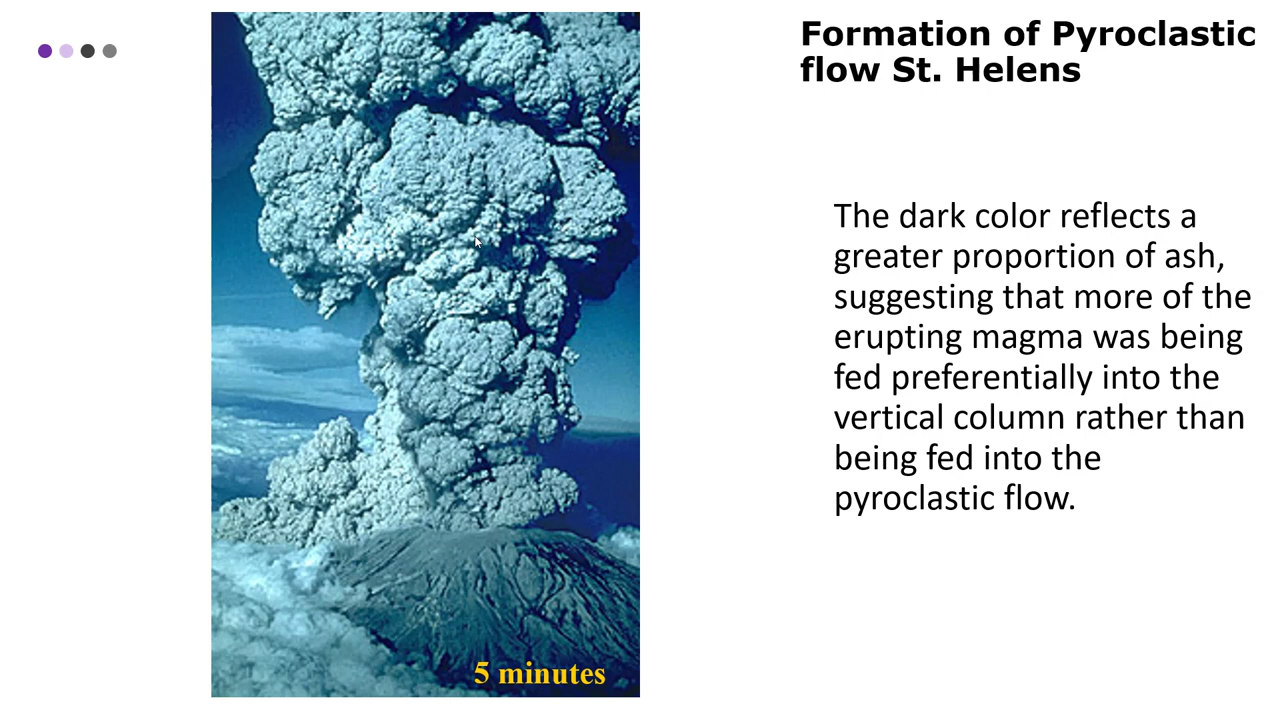 Formation of Pyroclastic
flow St. Helens
The dark color reflects a
greater proportion of ash,
suggesting that more of the
erupting magma was being
fed preferentially into the
vertical column rather than
being fed into the
pyroclastic flow.
5 minutes